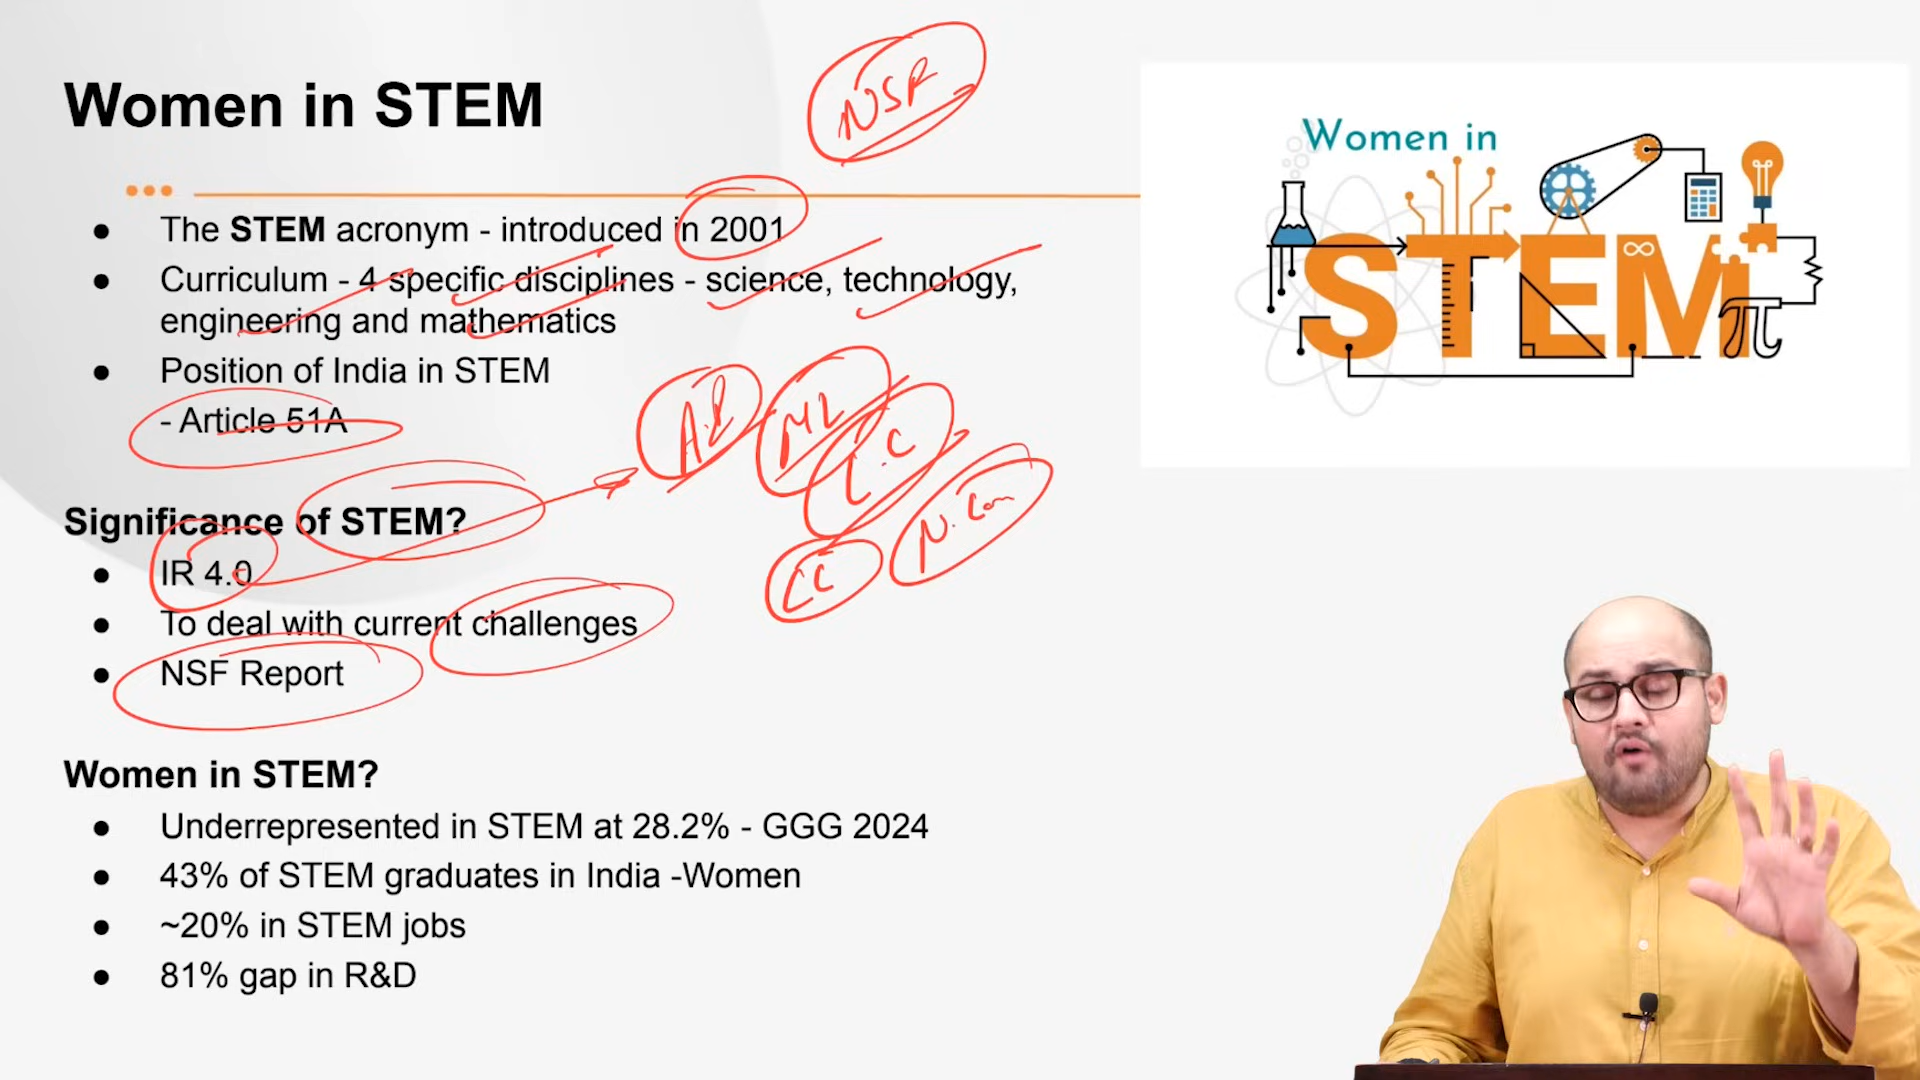 NSF
Women in STEM
● The STEM acronym - introduced in 2001
● Curriculum - 4 specific disciplines - science, technology,
engineering and mathematics
● Position of India in STEM
- Article 51A
Significance of STEM?
● IR 4.0
● To deal with current challenges
● NSF Report
A.I
ML
C.C
N. Com
CC
Women in STEM?
● Underrepresented in STEM at 28.2% - GGG 2024
● 43% of STEM graduates in India -Women
● ~20% in STEM jobs
● 81% gap in R&D
Women in
STEM